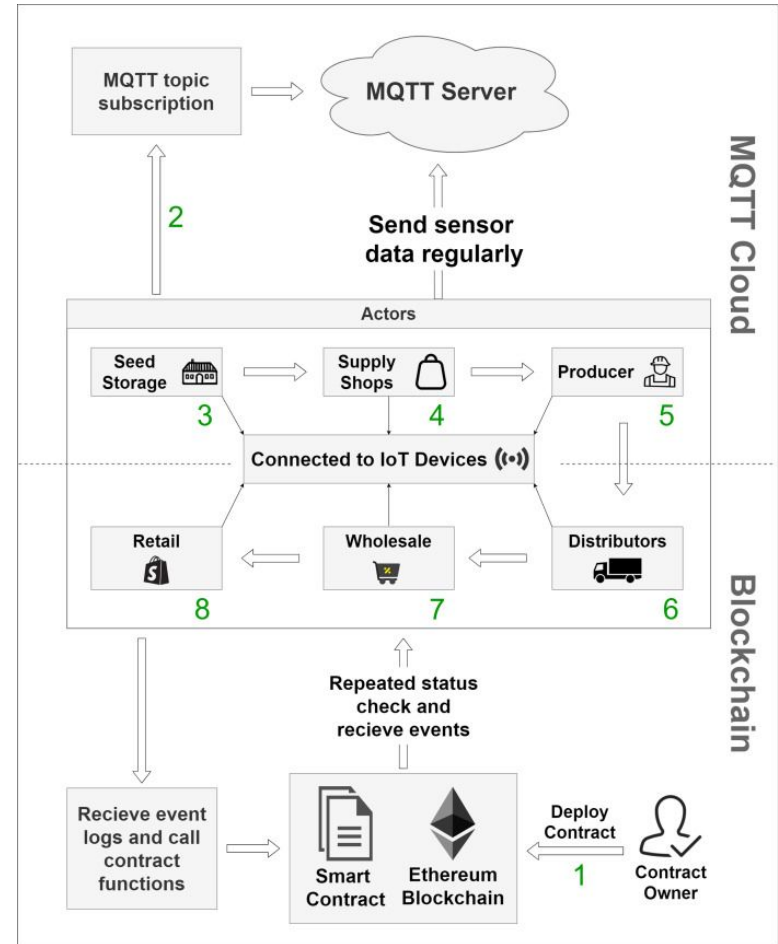 MQTT topic
subscription
MQTT Server
MQTT Cloud
2
Send sensor
data regularly
Actors
Seed
Storage
Supply
Shops
Producer
3
4
5
Connected to IoT Devices
Retail
Wholesale
Distributors
8
7
6
Blockchain
Repeated status
check and
recieve events
Recieve event
logs and call
contract
functions
Smart
Contract
Ethereum
Blockchain
Deploy
Contract
1
Contract
Owner